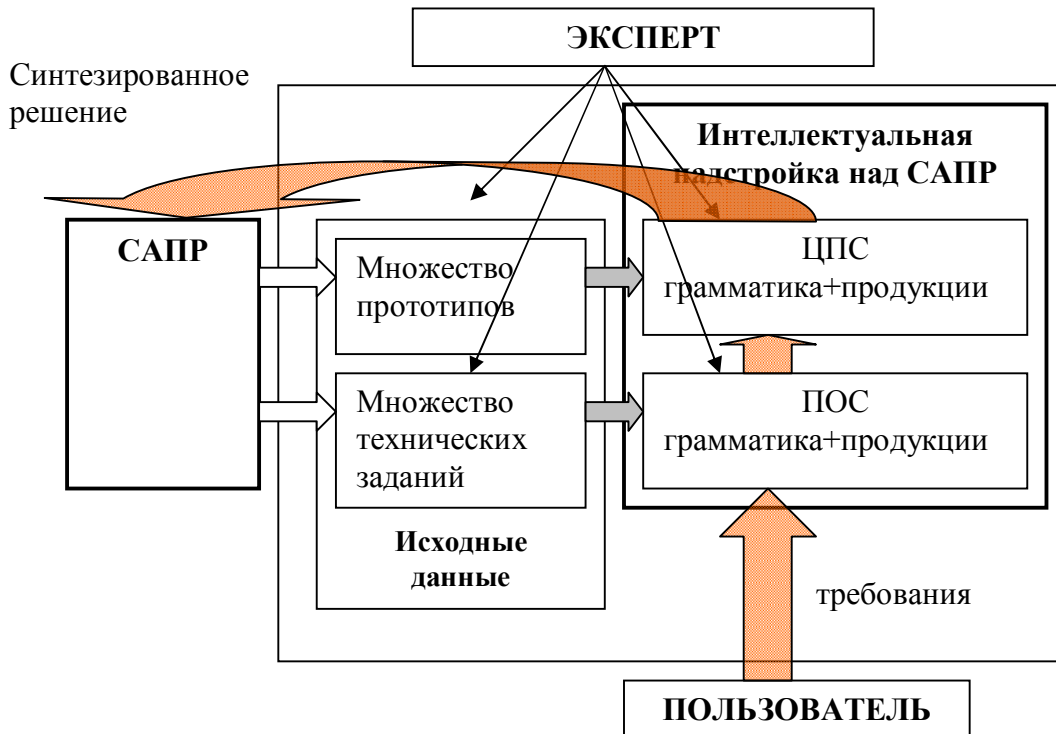 ЭКСПЕРТ
Синтезированное
решение
Интеллектуальная
надстройка над САПР
САПР
Множество
прототипов
ЦПС
грамматика+продукции
Множество
технических
заданий
ПОС
грамматика+продукции
Исходные
данные
требования
ПОЛЬЗОВАТЕЛЬ